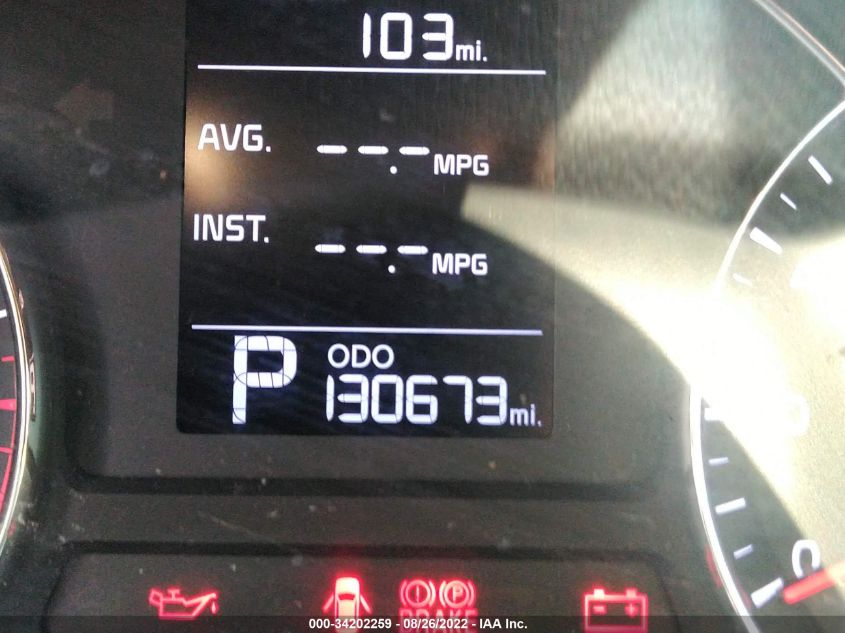 103mi.
AVG. --.- MPG
INST. --.- MPG
P ODO
130673mi.
C
BRAKE
000-34202259 - 08/26/2022 - IAA Inc.